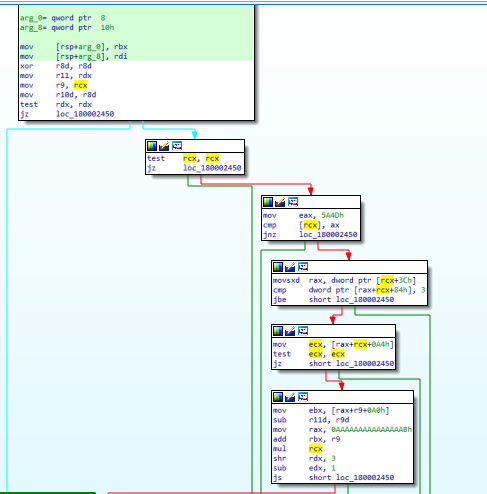 arg_0= qword ptr  8
arg_8= qword ptr  10h
mov     [rsp+arg_0], rbx
mov     [rsp+arg_8], rdi
xor     r8d, r8d
mov     r11, rdx
mov     r9, rcx
mov     r10d, r8d
test    rdx, rdx
jz      loc_180002450
test    rcx, rcx
jz      loc_180002450
mov     eax, 5A4Dh
cmp     [rcx], ax
jnz     loc_180002450
movsxd  rax, dword ptr [rcx+3Ch]
cmp     dword ptr [rax+rcx+84h], 3
jbe     short loc_180002450
mov     ecx, [rax+rcx+0A4h]
test    ecx, ecx
jz      short loc_180002450
mov     ebx, [rax+r9+0A0h]
sub     r11d, r9d
mov     rax, 0AAAAAAAAAAAAAAABh
add     rbx, r9
mul     rcx
shr     rdx, 3
sub     edx, 1
js      short loc_180002450